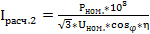 Iрасч.2 = Pном.*10³ / √3*Uном.*cosφ*η